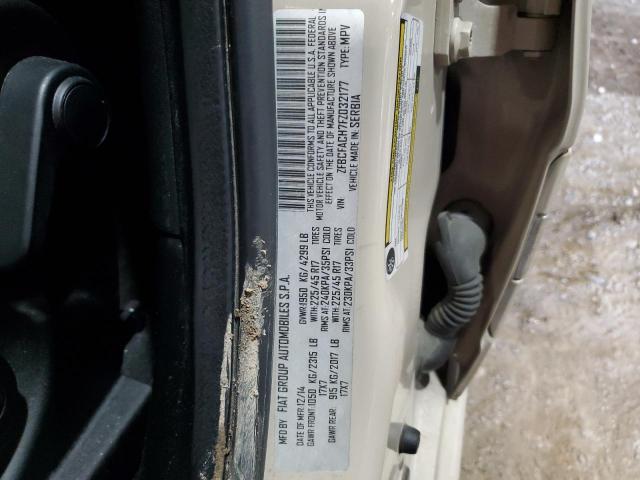 MFD BY FIAT GROUP AUTOMOBILES S.P.A.
DATE OF MFR 12/14 GVWR 1950 KG/ 4299 LB
GAWR FRONT: 1050 KG/2315 LB WITH 225/45 R17 TIRES
17X7 RIMS AT 240KPA/35PSI COLD
GAWR REAR: 915 KG/2017 LB WITH 225/45 R17 TIRES
17X7 RIMS AT 230KPA/33PSI COLD
THIS VEHICLE CONFORMS TO ALL APPLICABLE U.S.A. FEDERAL
MOTOR VEHICLE SAFETY AND THEFT PREVENTION STANDARDS IN
EFFECT ON THE DATE OF MANUFACTURE SHOWN ABOVE
VIN ZFBCFACH7FZ032177 TYPE: MPV
VEHICLE MADE IN: SERBIA